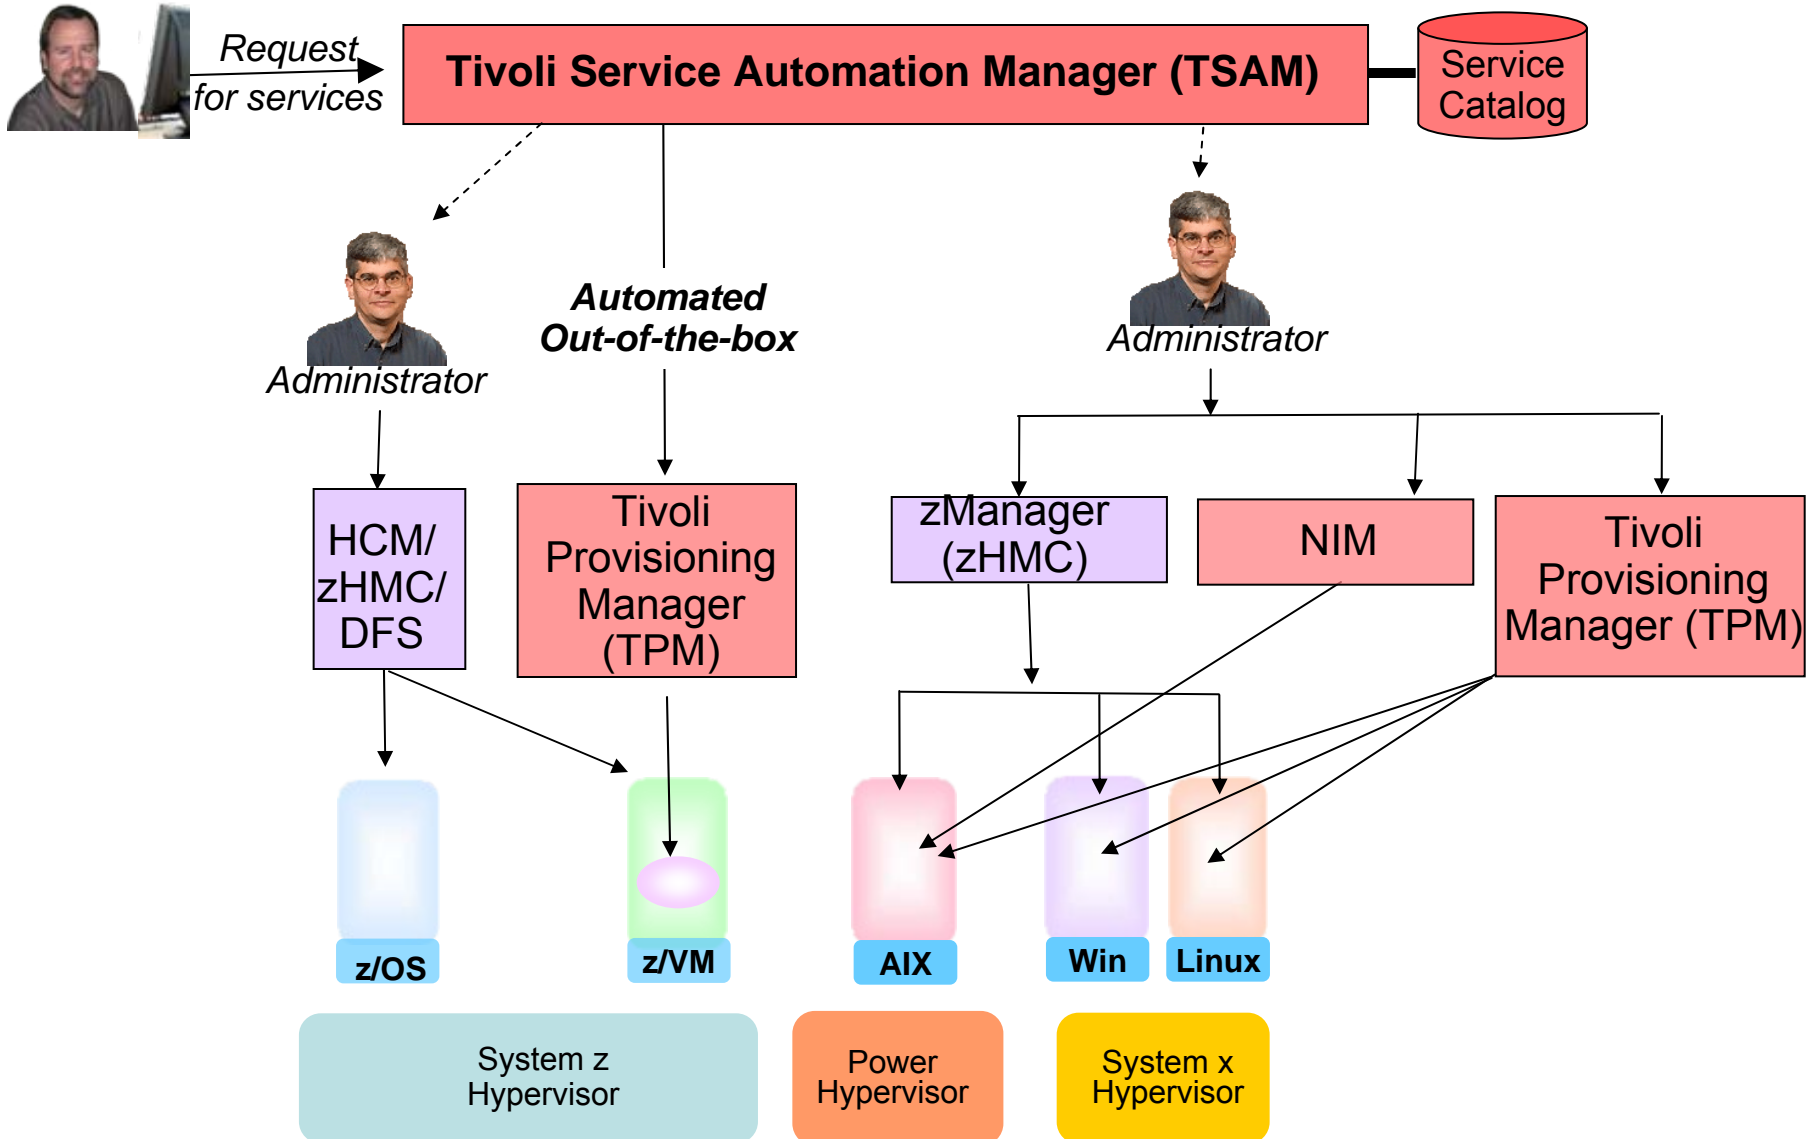 Request
for services
Tivoli Service Automation Manager (TSAM)
Service
Catalog
Administrator
Automated
Out-of-the-box
Administrator
HCM/
zHMC/
DFS
Tivoli
Provisioning
Manager
(TPM)
zManager
(zHMC)
NIM
Tivoli
Provisioning
Manager (TPM)
z/OS
z/VM
AIX
Win
Linux
System z
Hypervisor
Power
Hypervisor
System x
Hypervisor